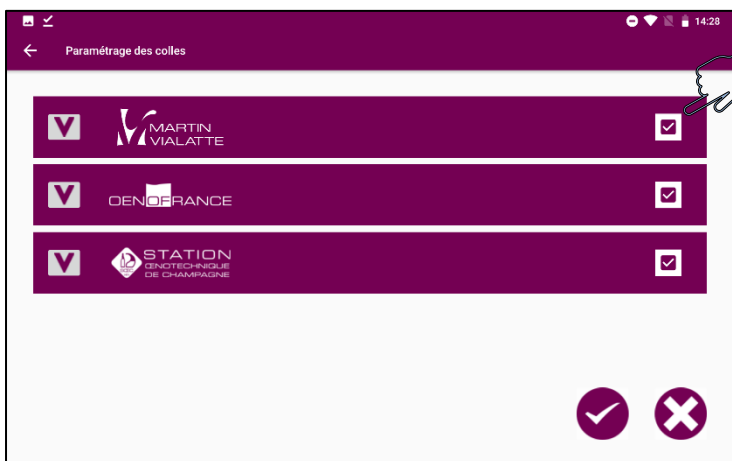 14:28
Paramétrage des colles
V MARTIN
VIALATTE
V OENOFRANCE
V STATION
ŒNOTECHNIQUE
DE CHAMPAGNE